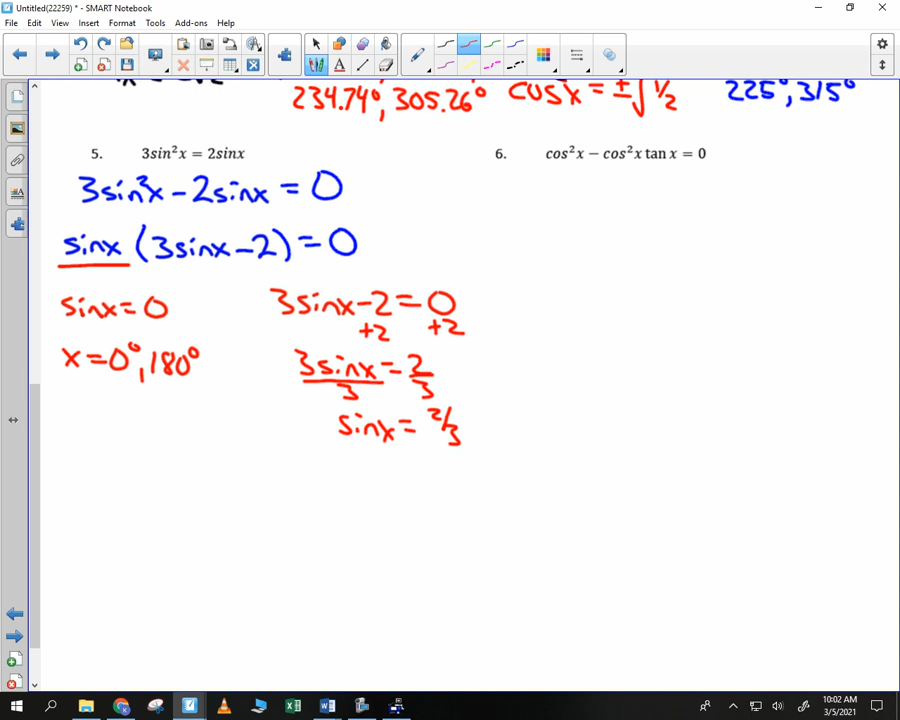 Untitled(22259) * - SMART Notebook
File Edit View Insert Format Tools Add-ons Help
234.74°, 305.26° cosx = ±√1/2 225°, 315°
5. 3sin²x = 2sinx
3sin²x - 2sinx = 0
sinx (3sinx - 2) = 0
sinx = 0 3sinx - 2 = 0
+2 +2
x = 0°, 180° 3sinx = 2
3 3
sinx = 2/3
6. cos²x − cos²x tan x = 0
10:02 AM
3/5/2021